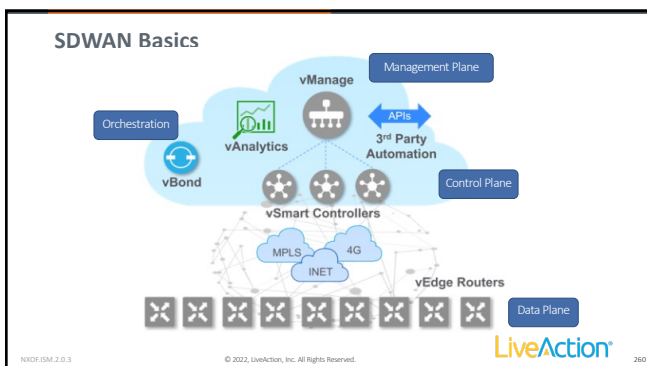 SDWAN Basics
Management Plane
vManage
Orchestration
APIs
vAnalytics
3rd Party
Automation
vBond
Control Plane
vSmart Controllers
MPLS
4G
INET
vEdge Routers
Data Plane
LiveAction®
NXOF.ISM.2.0.3
© 2022, LiveAction, Inc. All Rights Reserved.
260